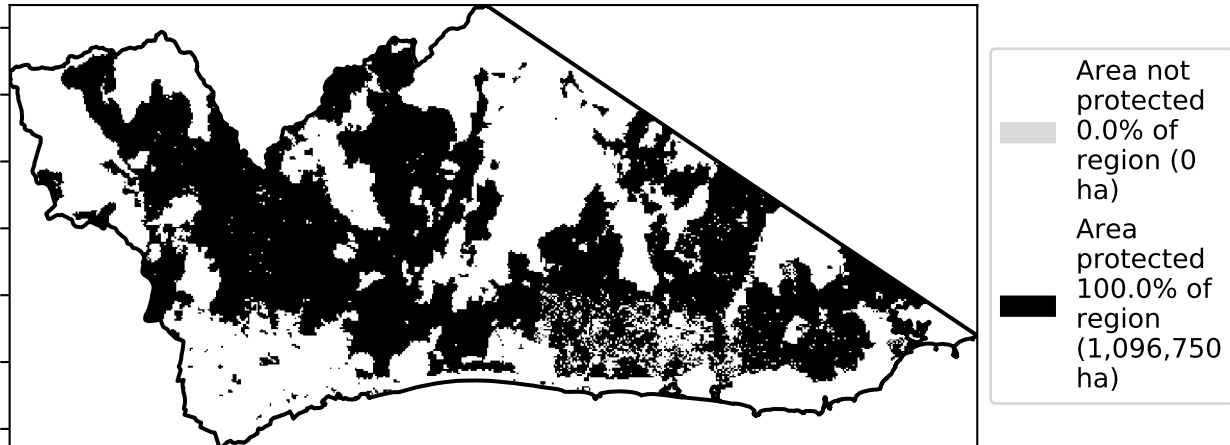 Area not
protected
0.0% of
region (0
ha)
Area
protected
100.0% of
region
(1,096,750
ha)